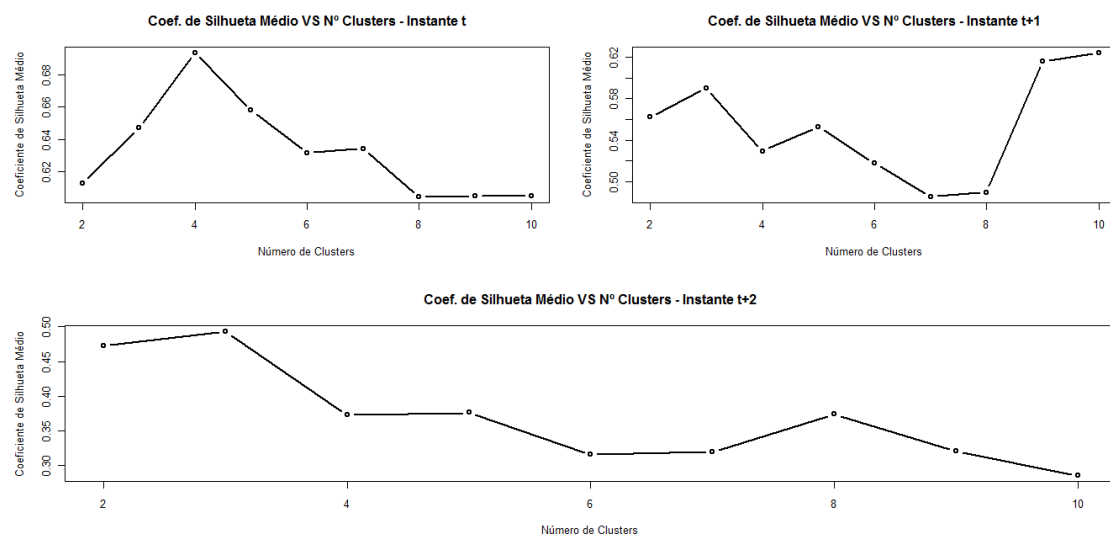 Coef. de Silhueta Médio VS Nº Clusters - Instante t
Coeficiente de Silhueta Médio
0.68
0.66
0.64
0.62
2 4 6 8 10
Número de Clusters
Coef. de Silhueta Médio VS Nº Clusters - Instante t+1
Coeficiente de Silhueta Médio
0.62
0.58
0.54
0.50
2 4 6 8 10
Número de Clusters
Coef. de Silhueta Médio VS Nº Clusters - Instante t+2
Coeficiente de Silhueta Médio
0.50
0.45
0.40
0.35
0.30
2 4 6 8 10
Número de Clusters